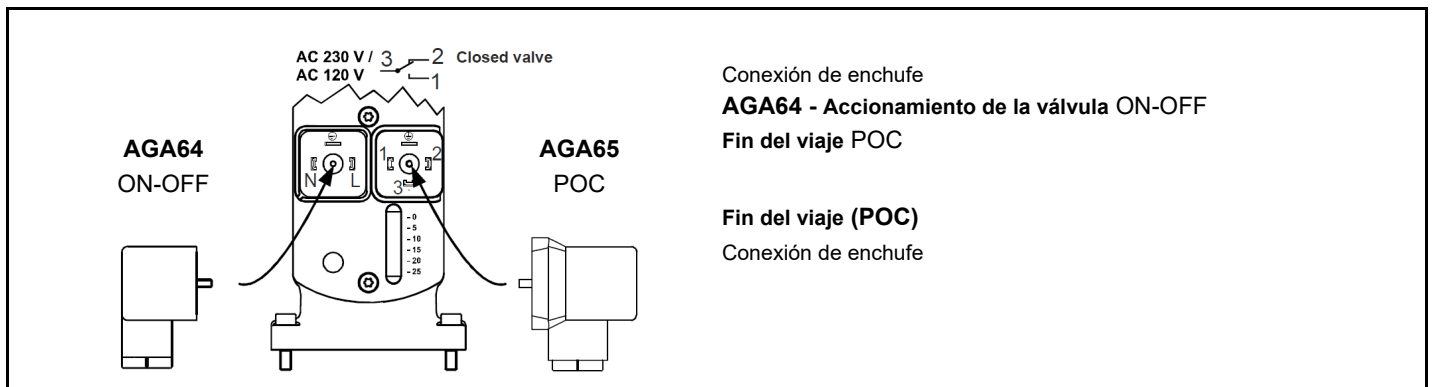 AC 230 V / 3 2 Closed valve
AC 120 V 1
AGA64
ON-OFF
N L
1 2
3
AGA65
POC
- 0
- 5
- 10
- 15
- 20
- 25
Conexión de enchufe
AGA64 - Accionamiento de la válvula ON-OFF
Fin del viaje POC
Fin del viaje (POC)
Conexión de enchufe